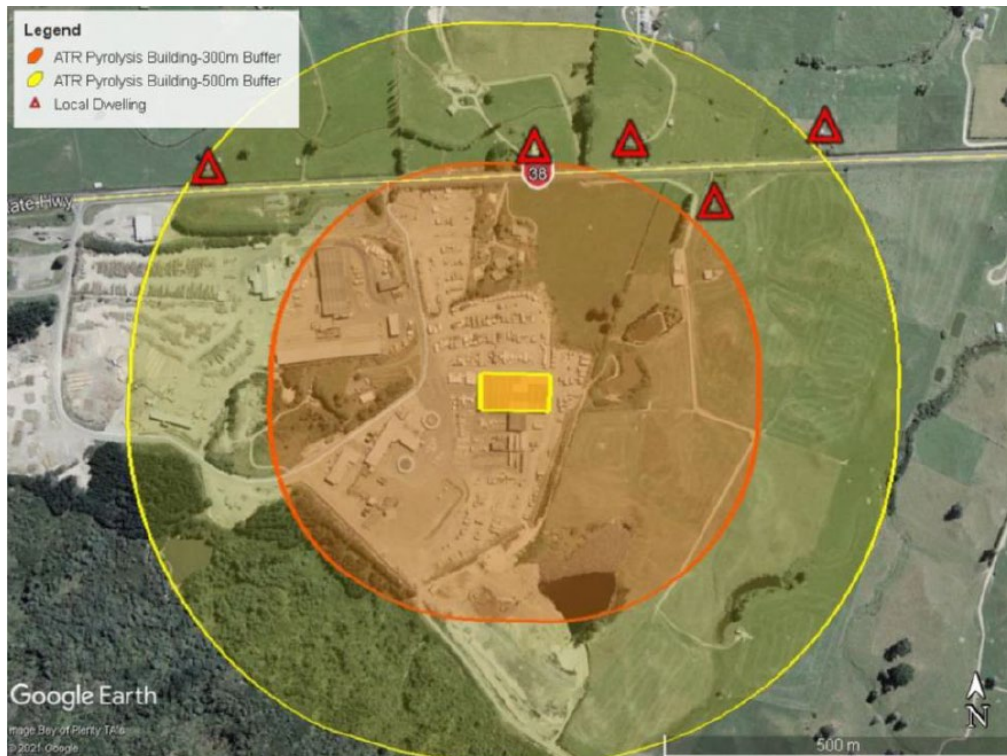 Legend
ATR Pyrolysis Building-300m Buffer
ATR Pyrolysis Building-500m Buffer
Local Dwelling
38
ate Hwy
Google Earth
mage Bay of Plenty TA's
© 2021 Google
N
500 m